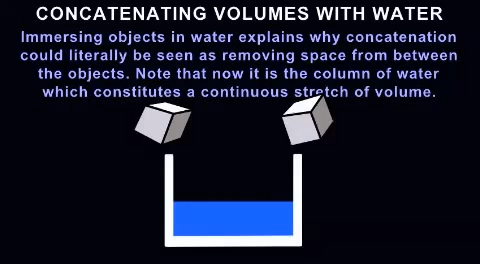 CONCATENATING VOLUMES WITH WATER
Immersing objects in water explains why concatenation
could literally be seen as removing space from between
the objects. Note that now it is the column of water
which constitutes a continuous stretch of volume.